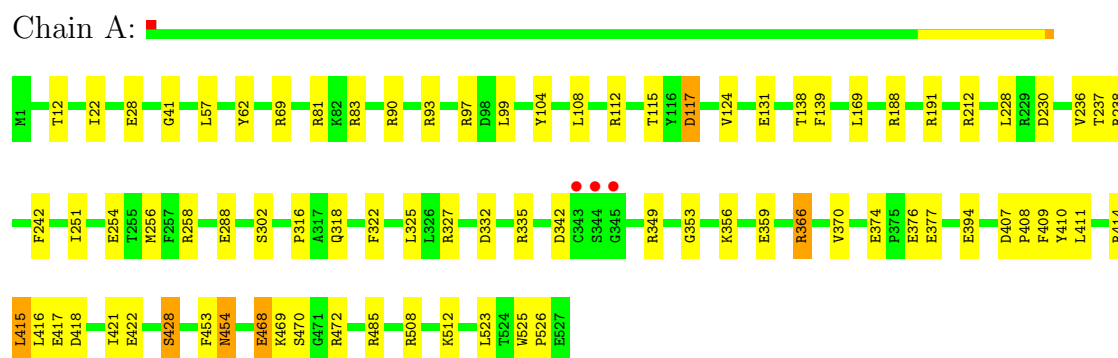 Chain A:
M1 T12 I22 E28 G41 L57 Y62 R69 R81 K82 R83 R90 R93 R97 D98 L99 Y104 L108 R112 T115 Y116 D117 V124 E131 T138 F139 L169 R188 R191 R212 L228 R229 D230 V236 T237
F242 I251 E254 T255 M256 F257 R258 E288 S302 P316 A317 Q318 F322 L325 L326 R327 D332 R335 D342 C343 S344 G345 R349 G353 K356 E359 R366 V370 E374 P375 E376 E377 E394 D407 P408 F409 Y410 L411
L415 L416 E417 D418 I421 E422 S428 F453 N454 E468 K469 S470 G471 R472 R485 R508 K512 L523 T524 W525 P526 E527